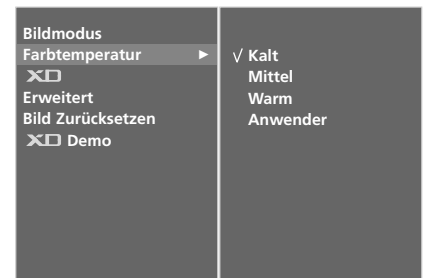 Bildmodus
Farbtemperatur ►
XD
Erweitert
Bild Zurücksetzen
XD Demo
√ Kalt
Mittel
Warm
Anwender